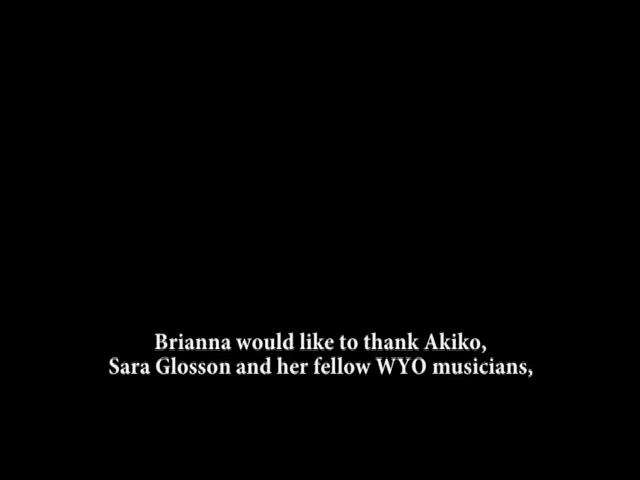 Brianna would like to thank Akiko,
Sara Glosson and her fellow WYO musicians,